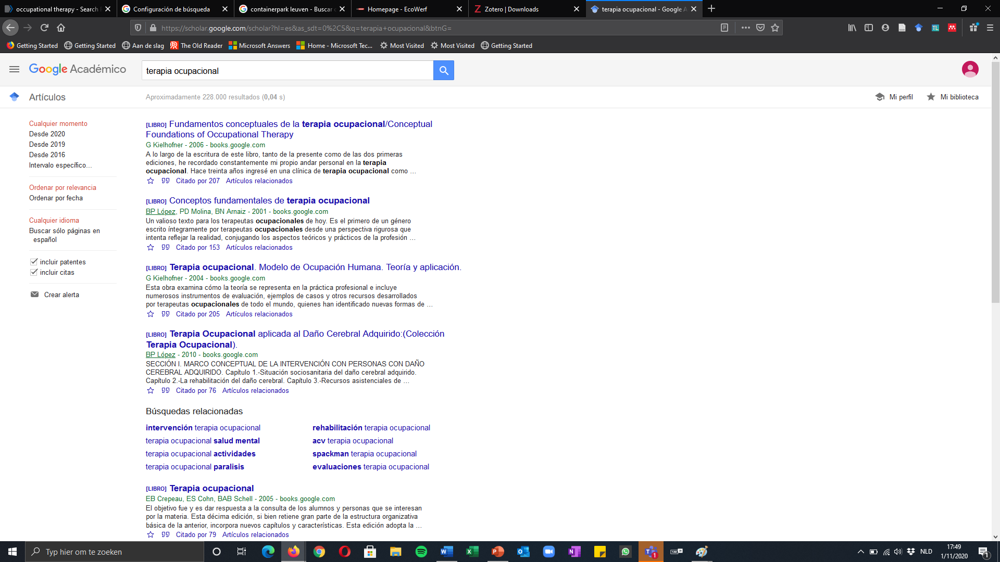 occupational therapy - Search
Configuración de búsqueda
containerpark leuven - Buscar
Homepage - EcoWerf
Zotero | Downloads
terapia ocupacional - Google A
https://scholar.google.com/scholar?hl=es&as_sdt=0%2C5&q=terapia+ocupacional&btnG=
Getting Started
Getting Started
Aan de slag
The Old Reader
Microsoft Answers
Home - Microsoft Tec...
Most Visited
Most Visited
Getting Started
Google Académico
terapia ocupacional
Artículos
Aproximadamente 228.000 resultados (0,04 s)
Mi perfil
Mi biblioteca
Cualquier momento
Desde 2020
Desde 2019
Desde 2016
Intervalo específico...
Ordenar por relevancia
Ordenar por fecha
Cualquier idioma
Buscar sólo páginas en
español
incluir patentes
incluir citas
Crear alerta
[LIBRO] Fundamentos conceptuales de la terapia ocupacional/Conceptual
Foundations of Occupational Therapy
G Kielhofner - 2006 - books.google.com
A lo largo de la escritura de este libro, tanto de la presente como de las dos primeras
ediciones, he recordado constantemente mi propio andar personal en la terapia
ocupacional. Hace treinta años ingresé en una clínica de terapia ocupacional como ...
Citado por 207 Artículos relacionados
[LIBRO] Conceptos fundamentales de terapia ocupacional
BP López, PD Molina, BN Arnaiz - 2001 - books.google.com
Un valioso texto para los terapeutas ocupacionales de hoy. Es el primero de un género
escrito íntegramente por terapeutas ocupacionales desde una perspectiva rigurosa que
intenta reflejar la realidad, conjugando los aspectos teóricos y prácticos de la profesión ...
Citado por 153 Artículos relacionados
[LIBRO] Terapia ocupacional. Modelo de Ocupación Humana. Teoría y aplicación.
G Kielhofner - 2004 - books.google.com
Esta obra examina cómo la teoría se representa en la práctica profesional e incluye
numerosos instrumentos de evaluación, ejemplos de casos y otros recursos desarrollados
por terapeutas ocupacionales de todo el mundo, quienes han identificado nuevas formas de ...
Citado por 205 Artículos relacionados
[LIBRO] Terapia Ocupacional aplicada al Daño Cerebral Adquirido:(Colección
Terapia Ocupacional).
BP López - 2010 - books.google.com
SECCIÓN I. MARCO CONCEPTUAL DE LA INTERVENCIÓN CON PERSONAS CON DAÑO
CEREBRAL ADQUIRIDO. Capítulo 1.-Situación sociosanitaria del daño cerebral adquirido.
Capítulo 2.-La rehabilitación del daño cerebral. Capítulo 3.-Recursos asistenciales de ...
Citado por 76 Artículos relacionados
Búsquedas relacionadas
intervención terapia ocupacional
rehabilitación terapia ocupacional
terapia ocupacional salud mental
acv terapia ocupacional
terapia ocupacional actividades
spackman terapia ocupacional
terapia ocupacional paralisis
evaluaciones terapia ocupacional
[LIBRO] Terapia ocupacional
EB Crepeau, ES Cohn, BAB Schell - 2005 - books.google.com
El objetivo fue y es dar respuesta a la consulta de los alumnos y personas que se interesan
por la materia. Esta décima edición, si bien retiene gran parte de la estructura organizativa
básica de la anterior, incorpora nuevos capítulos y características. Esta edición adopta la ...
Citado por 79 Artículos relacionados
Typ hier om te zoeken
NLD
17:49
1/11/2020